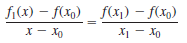 f₁(x) − f(x₀) / x − x₀ = f(x₁) − f(x₀) / x₁ − x₀